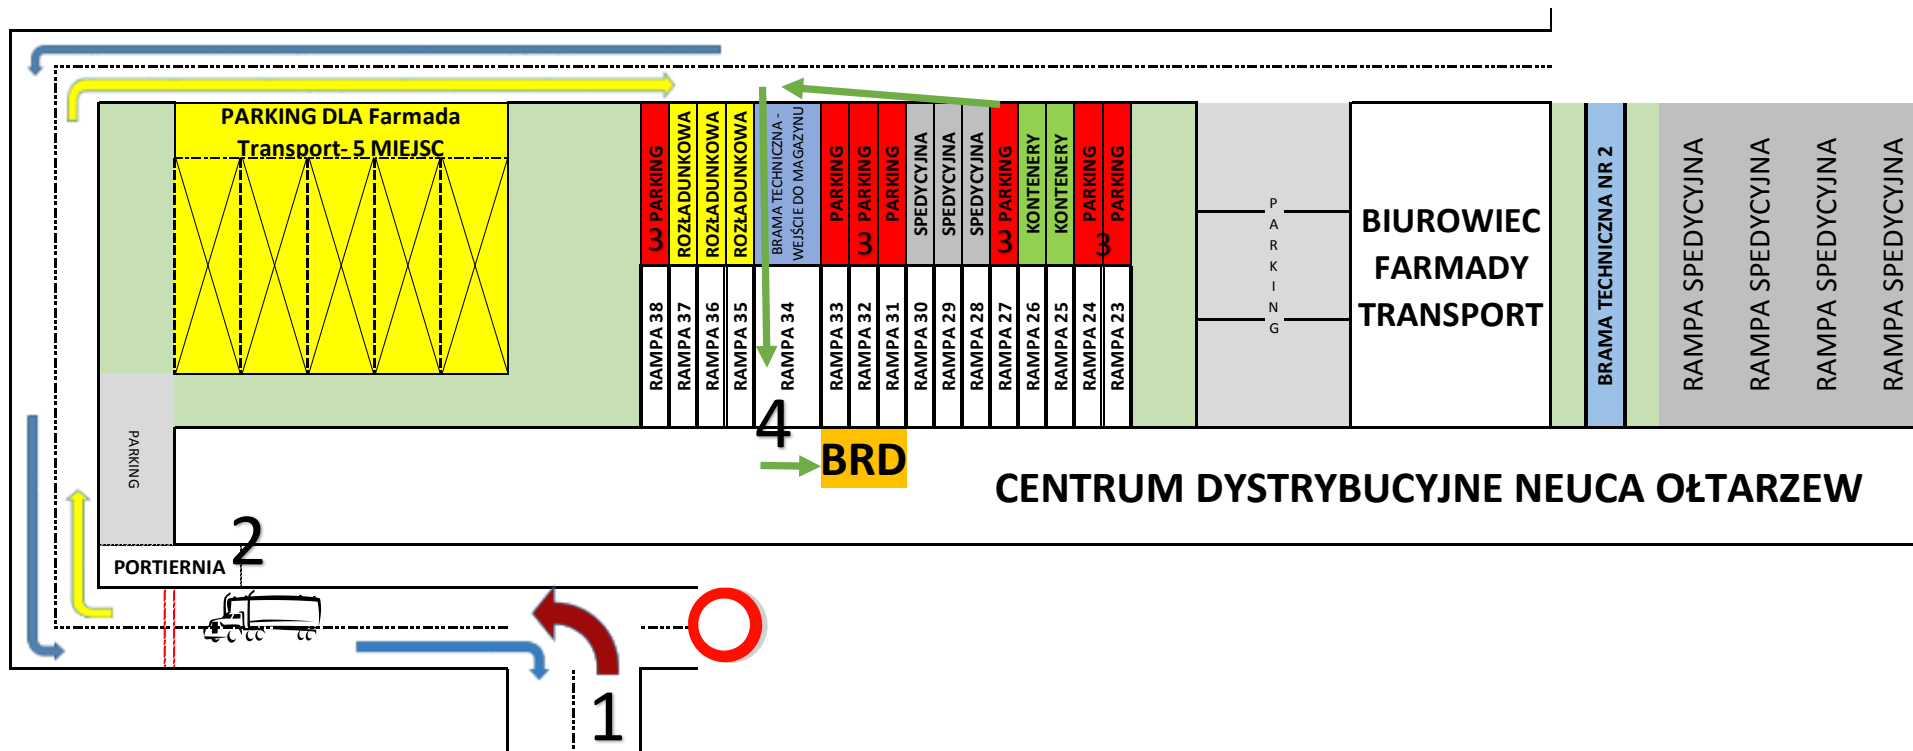 PARKING DLA Farmada
Transport- 5 MIEJSC
3 PARKING
ROZŁADUNKOWA
ROZŁADUNKOWA
ROZŁADUNKOWA
BRAMA TECHNICZNA -
WEJŚCIE DO MAGAZYNU
PARKING
3 PARKING
PARKING
SPEDYCYJNA
SPEDYCYJNA
SPEDYCYJNA
3 PARKING
KONTENERY
KONTENERY
PARKING
3
PARKING
RAMPA 38
RAMPA 37
RAMPA 36
RAMPA 35
RAMPA 34
RAMPA 33
RAMPA 32
RAMPA 31
RAMPA 30
RAMPA 29
RAMPA 28
RAMPA 27
RAMPA 26
RAMPA 25
RAMPA 24
RAMPA 23
PARKING
BIUROWIEC
FARMADY
TRANSPORT
BRAMA TECHNICZNA NR 2
RAMPA SPEDYCYJNA
RAMPA SPEDYCYJNA
RAMPA SPEDYCYJNA
RAMPA SPEDYCYJNA
PARKING
4
BRD
CENTRUM DYSTRYBUCYJNE NEUCA OŁTARZEW
2
PORTIERNIA
1